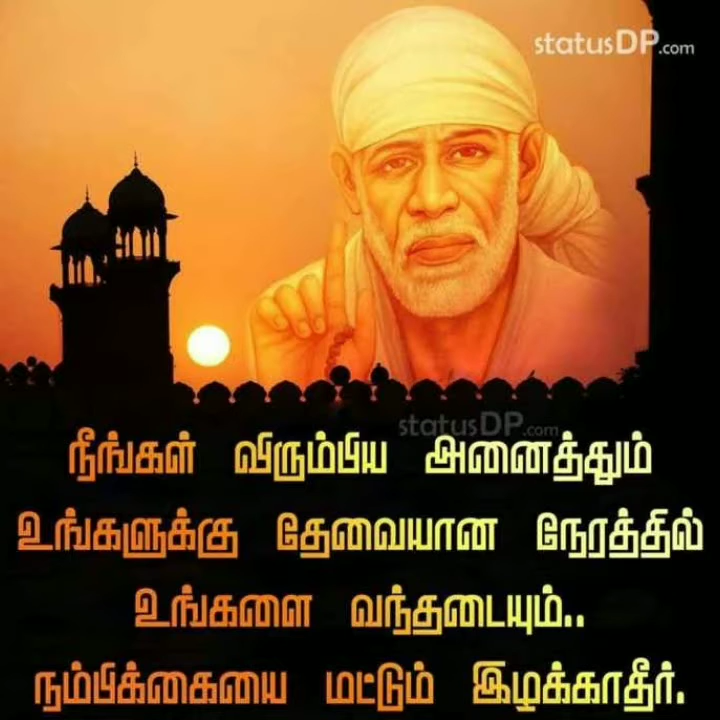 statusDP.com
statusDP.com
நீங்கள் விரும்பிய அனைத்தும்
உங்களுக்கு தேவையான நேரத்தில்
உங்களை வந்தடையும்..
நம்பிக்கையை மட்டும் இழக்காதீர்.